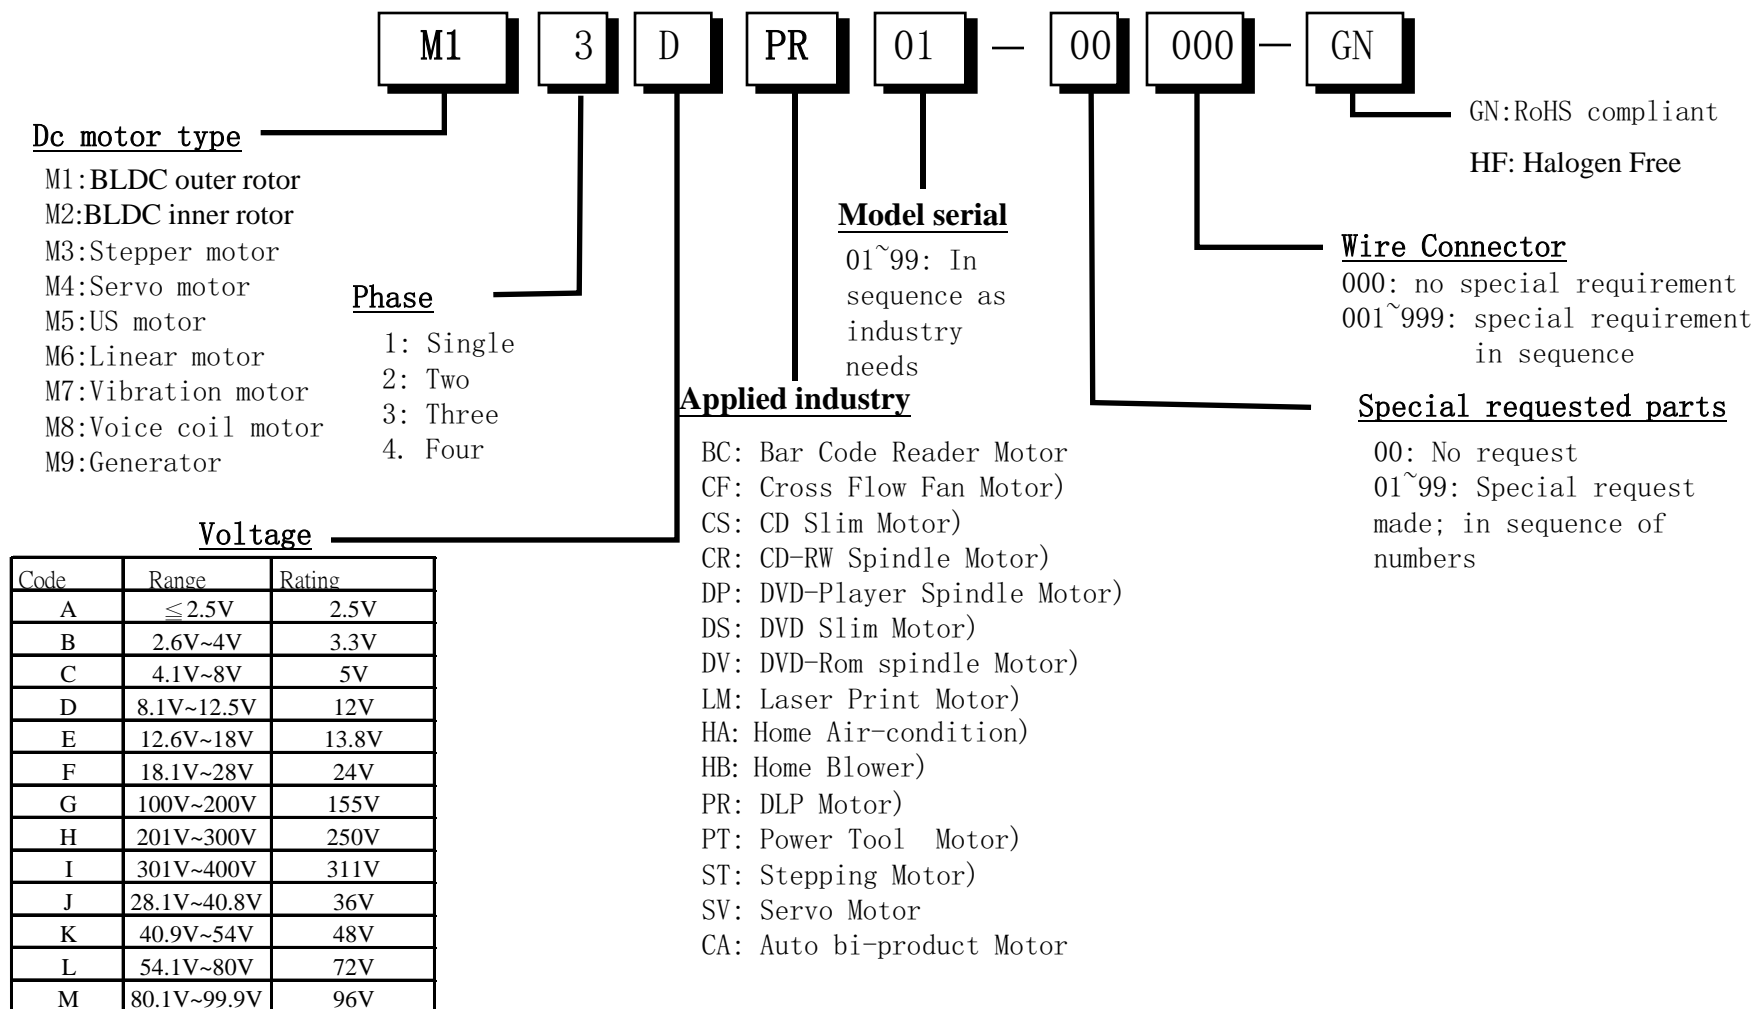 M1 3 D PR 01 — 00 000 — GN
GN:RoHS compliant
HF: Halogen Free
Dc motor type
M1:BLDC outer rotor
M2:BLDC inner rotor
M3:Stepper motor
M4:Servo motor
M5:US motor
M6:Linear motor
M7:Vibration motor
M8:Voice coil motor
M9:Generator
Phase
1: Single
2: Two
3: Three
4. Four
Model serial
01~99: In
sequence as
industry
needs
Wire Connector
000: no special requirement
001~999: special requirement
in sequence
Special requested parts
00: No request
01~99: Special request
made; in sequence of
numbers
Applied industry
BC: Bar Code Reader Motor
CF: Cross Flow Fan Motor)
CS: CD Slim Motor)
CR: CD-RW Spindle Motor)
DP: DVD-Player Spindle Motor)
DS: DVD Slim Motor)
DV: DVD-Rom spindle Motor)
LM: Laser Print Motor)
HA: Home Air-condition)
HB: Home Blower)
PR: DLP Motor)
PT: Power Tool  Motor)
ST: Stepping Motor)
SV: Servo Motor
CA: Auto bi-product Motor
Voltage
Code Range Rating
A ≦2.5V 2.5V
B 2.6V~4V 3.3V
C 4.1V~8V 5V
D 8.1V~12.5V 12V
E 12.6V~18V 13.8V
F 18.1V~28V 24V
G 100V~200V 155V
H 201V~300V 250V
I 301V~400V 311V
J 28.1V~40.8V 36V
K 40.9V~54V 48V
L 54.1V~80V 72V
M 80.1V~99.9V 96V